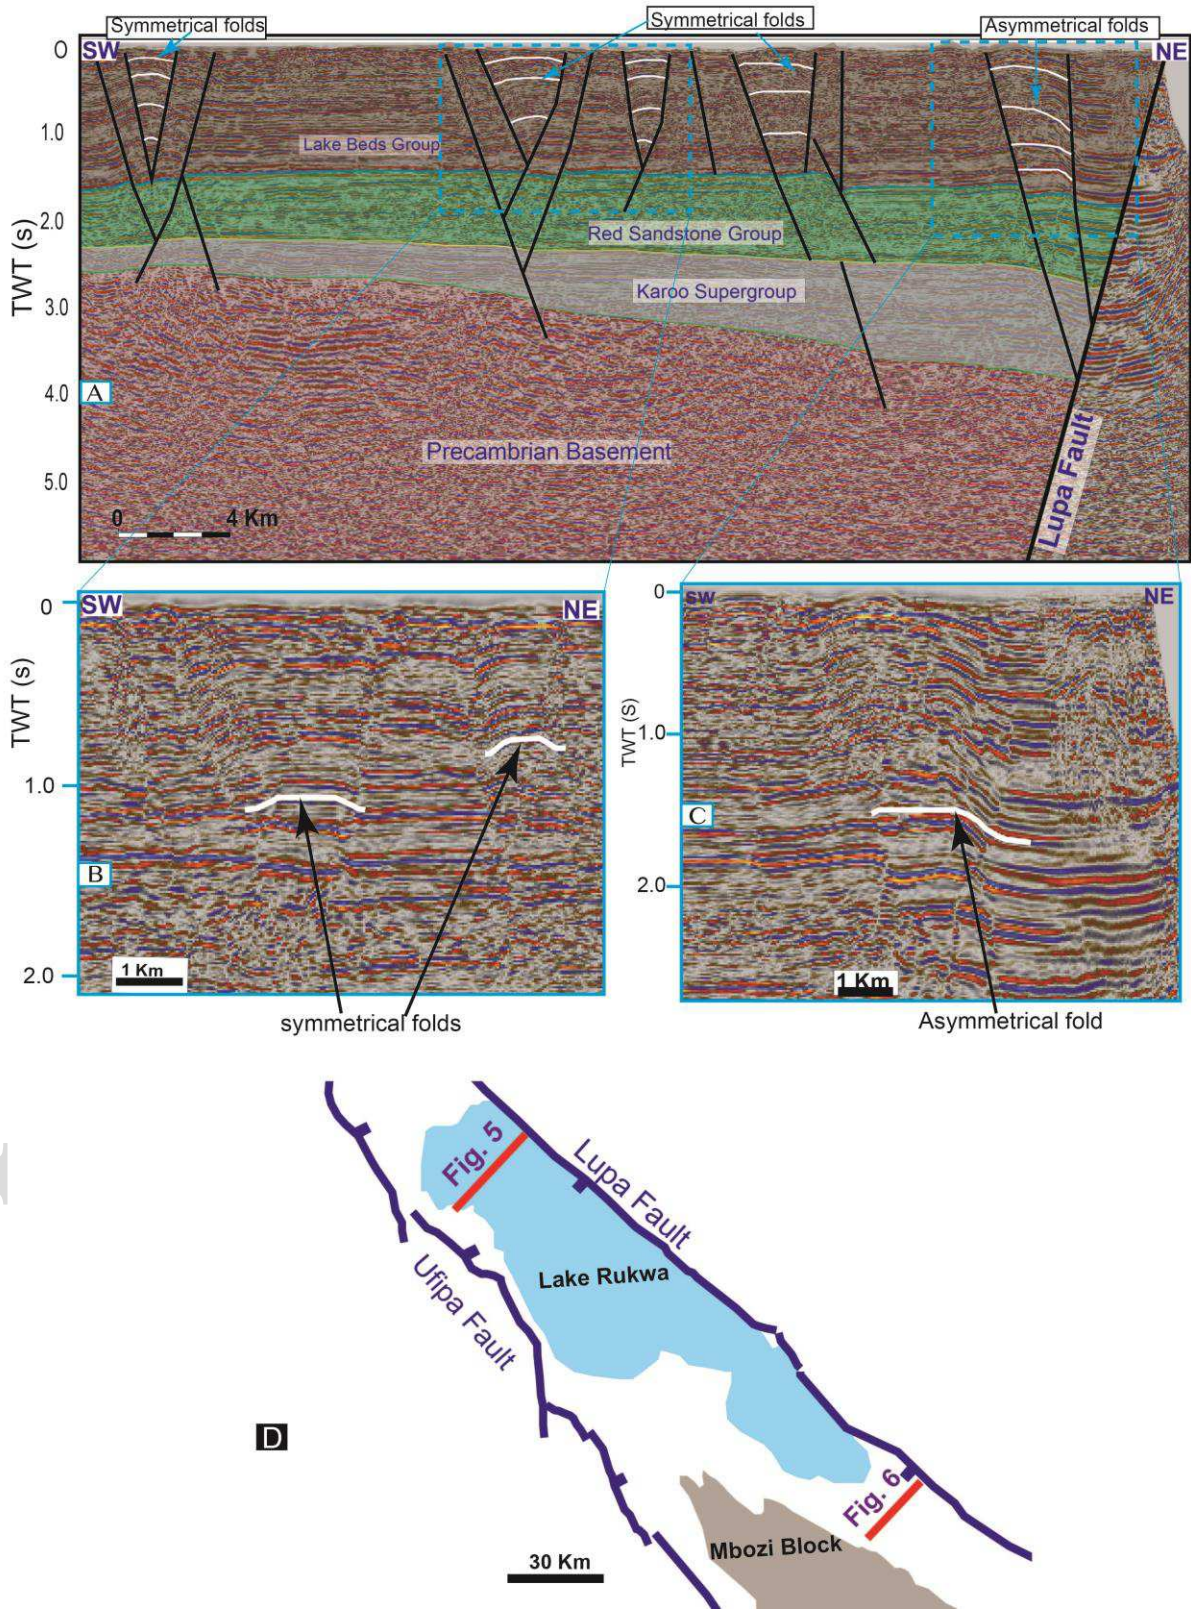 Symmetrical folds
Symmetrical folds
Asymmetrical folds
SW
NE
O
1.0
2.0
3.0
4.0
5.0
TWT (s)
Lake Beds Group
Red Sandstone Group
Karoo Supergroup
A
Precambrian Basement
Lupa Fault
0 4 Km
SW
NE
0
1.0
2.0
TWT (s)
B
1 Km
symmetrical folds
SW
NE
0
1.0
2.0
TWT (S)
C
1 Km
Asymmetrical fold
Fig. 5
Lupa Fault
Lake Rukwa
Ufipa Fault
D
Fig. 6
Mbozi Block
30 Km